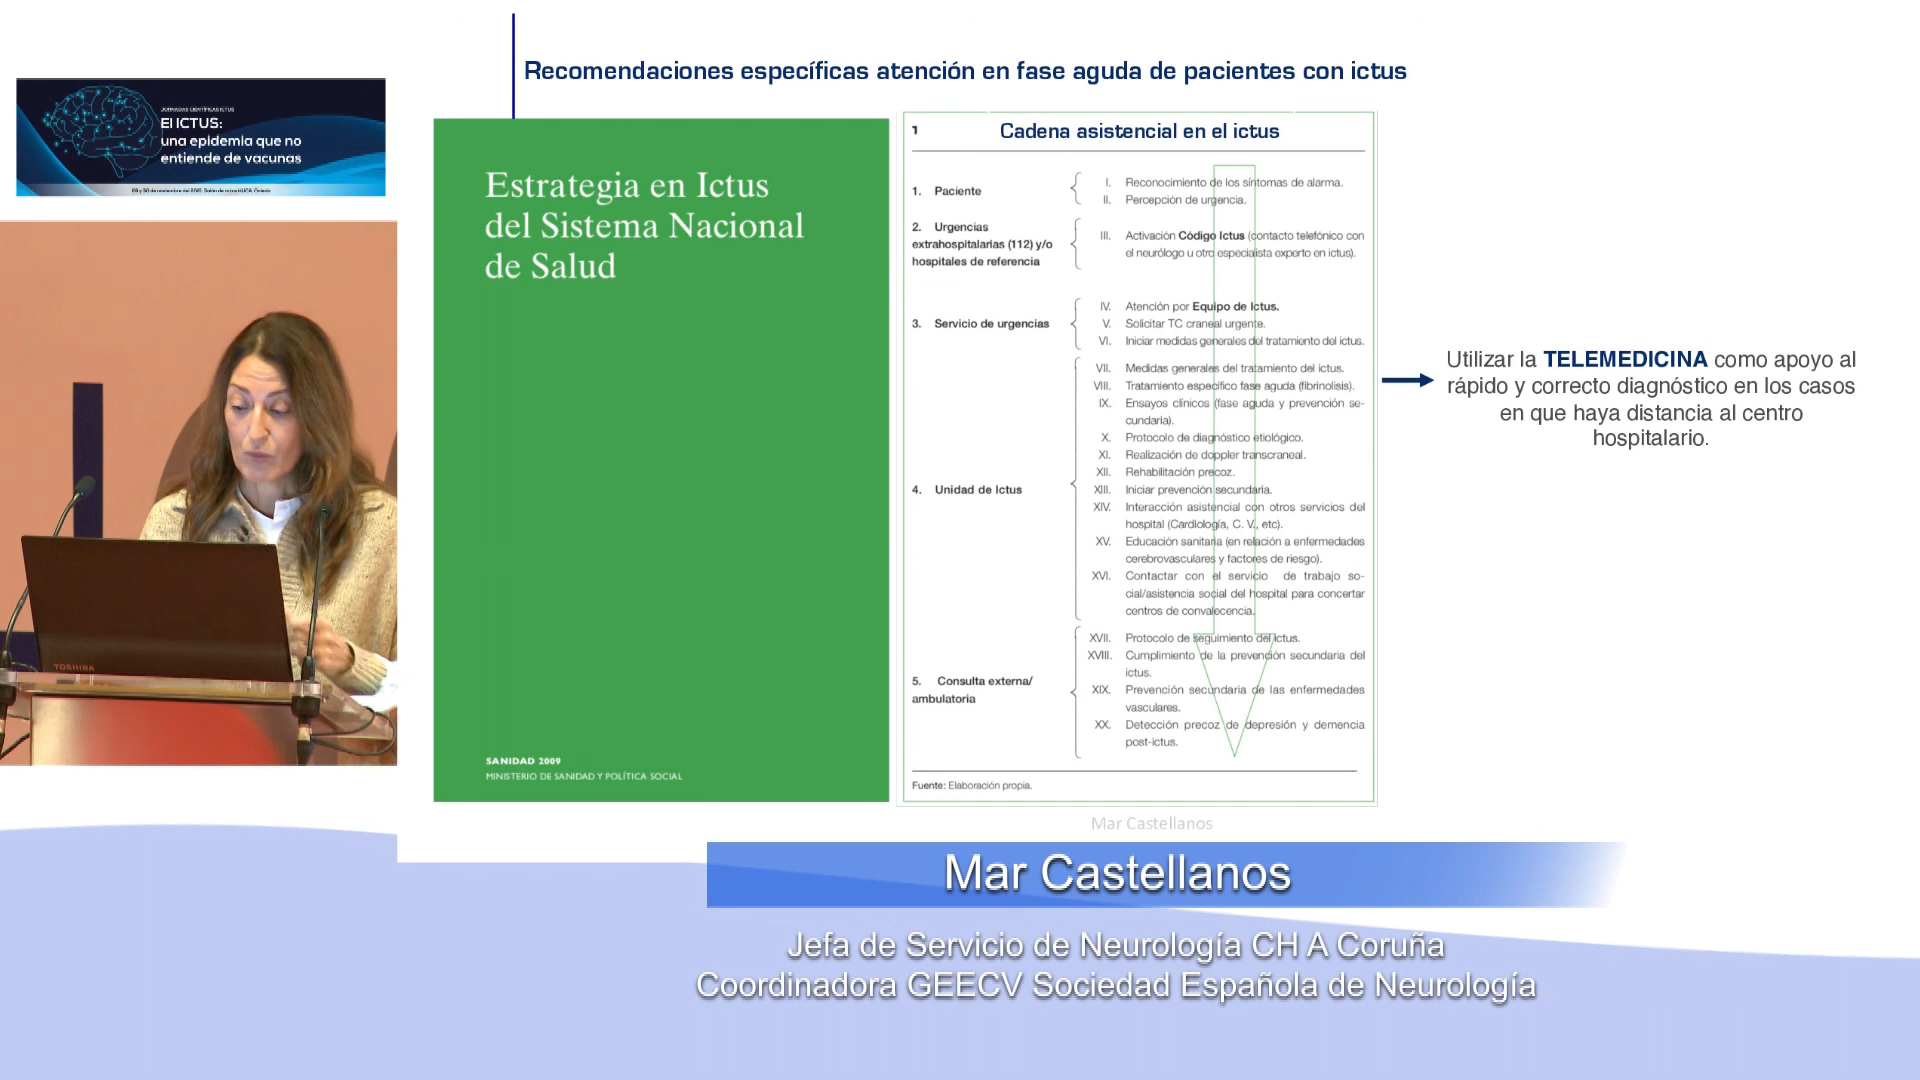 Recomendaciones específicas atención en fase aguda de pacientes con ictus
JORNADAS CIENTÍFICAS ICTUS
El ICTUS:
una epidemia que no
entiende de vacunas
TOSHIBA
Estrategia en Ictus
del Sistema Nacional
de Salud
SANIDAD 2009
MINISTERIO DE SANIDAD Y POLÍTICA SOCIAL
1
Cadena asistencial en el ictus
1. Paciente
I. Reconocimiento de los síntomas de alarma.
II. Percepción de urgencia.
2. Urgencias
extrahospitalarias (112) y/o
hospitales de referencia
III. Activación Código Ictus (contacto telefónico con
el neurólogo u otro especialista experto en ictus).
3. Servicio de urgencias
IV. Atención por Equipo de Ictus.
V. Solicitar TC craneal urgente.
VI. Iniciar medidas generales del tratamiento del ictus.
4. Unidad de Ictus
VII. Medidas generales del tratamiento del ictus.
VIII. Tratamiento específico fase aguda (fibrinolisis).
IX. Ensayos clínicos (fase aguda y prevención se-
cundaria).
X. Protocolo de diagnóstico etiológico.
XI. Realización de doppler transcraneal.
XII. Rehabilitación precoz.
XIII. Iniciar prevención secundaria.
XIV. Interacción asistencial con otros servicios del
hospital (Cardiología, C. V., etc).
XV. Educación sanitaria (en relación a enfermedades
cerebrovasculares y factores de riesgo).
XVI. Contactar con el servicio de trabajo so-
cial/asistencia social del hospital para concertar
centros de convalecencia.
5. Consulta externa/
ambulatoria
XVII. Protocolo de seguimiento del ictus.
XVIII. Cumplimiento de la prevención secundaria del
ictus.
XIX. Prevención secundaria de las enfermedades
vasculares.
XX. Detección precoz de depresión y demencia
post-ictus.
Fuente: Elaboración propia.
Utilizar la TELEMEDICINA como apoyo al
rápido y correcto diagnóstico en los casos
en que haya distancia al centro
hospitalario.
Mar Castellanos
Mar Castellanos
Jefa de Servicio de Neurología CH A Coruña
Coordinadora GEECV Sociedad Española de Neurología